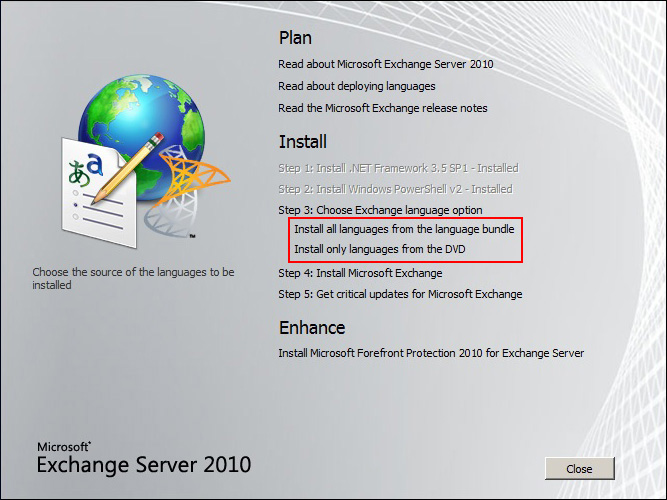 Plan
Read about Microsoft Exchange Server 2010
Read about deploying languages
Read the Microsoft Exchange release notes
Install
Step 1: Install .NET Framework 3.5 SP1 - Installed
Step 2: Install Windows PowerShell v2 - Installed
Step 3: Choose Exchange language option
Install all languages from the language bundle
Install only languages from the DVD
Step 4: Install Microsoft Exchange
Step 5: Get critical updates for Microsoft Exchange
Enhance
Install Microsoft Forefront Protection 2010 for Exchange Server
あ a
Choose the source of the languages to be
installed
Microsoft®
Exchange Server 2010
Close